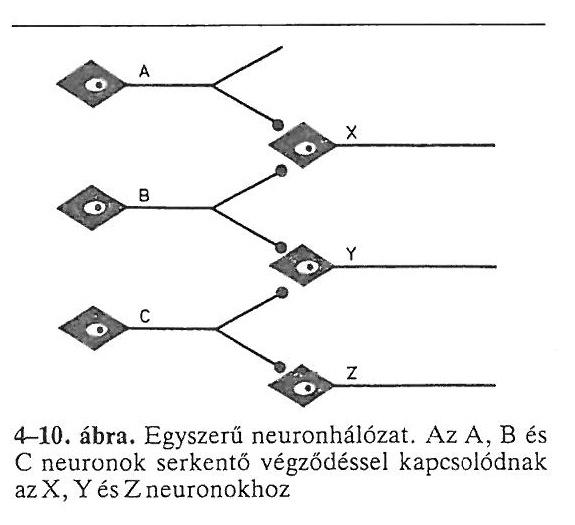 A
X
B
Y
C
Z
4–10. ábra. Egyszerű neuronhálózat. Az A, B és
C neuronok serkentő végződéssel kapcsolódnak
az X, Y és Z neuronokhoz